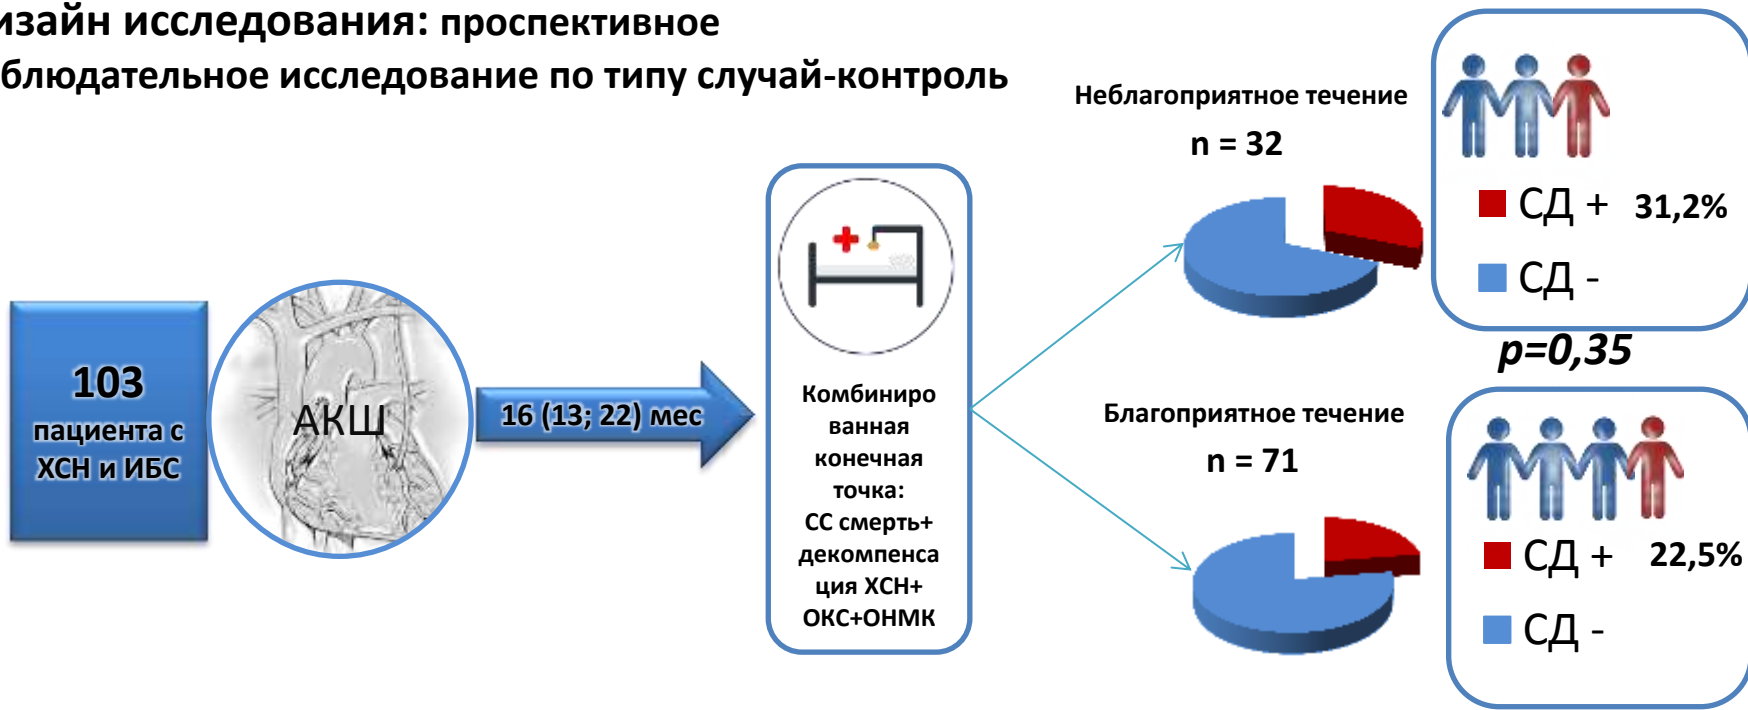 изайн исследования: проспективное
блюдательное исследование по типу случай-контроль
103
пациента с
ХСН и ИБС
АКШ
16 (13; 22) мес
Комбиниро
ванная
конечная
точка:
СС смерть+
декомпенса
ция ХСН+
ОКС+ОНМК
Неблагоприятное течение
n = 32
СД + 31,2%
СД -
p=0,35
Благоприятное течение
n = 71
СД + 22,5%
СД -